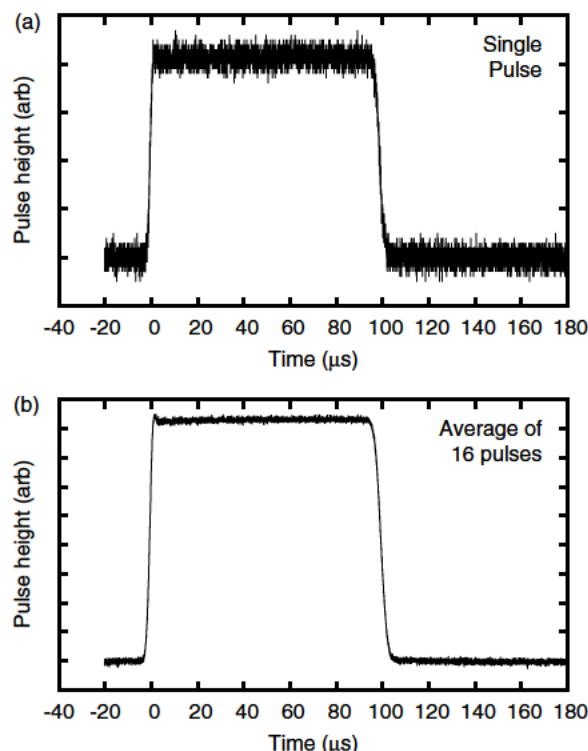 (a)
Single
Pulse
Pulse height (arb)
-40 -20 0 20 40 60 80 100 120 140 160 180
Time (μs)
(b)
Average of
16 pulses
Pulse height (arb)
-40 -20 0 20 40 60 80 100 120 140 160 180
Time (μs)